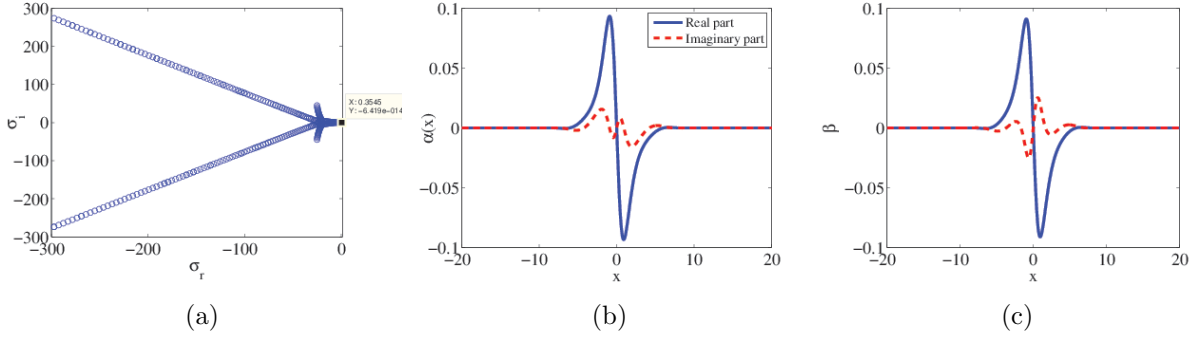 300
200
100
0
−100
−200
−300
σi
−300
−200
−100
0
σr
X: 0.3545
Y: −6.419e−014
(a)
0.1
0.05
0
−0.05
−0.1
α(x)
−20
−10
0
10
20
x
Real part
Imaginary part
(b)
0.1
0.05
0
−0.05
−0.1
β
−20
−10
0
10
20
x
(c)